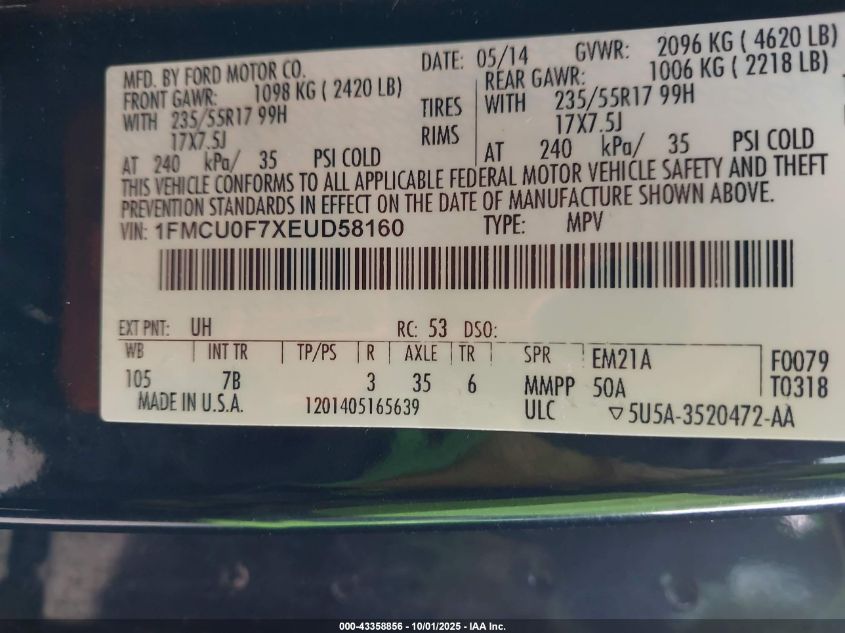 MFD. BY FORD MOTOR CO. DATE: 05/14 GVWR: 2096 KG ( 4620 LB)
FRONT GAWR: 1098 KG ( 2420 LB) REAR GAWR: 1006 KG ( 2218 LB)
WITH 235/55R17 99H TIRES WITH 235/55R17 99H
17X7.5J RIMS 17X7.5J
AT 240 kPa/ 35 PSI COLD AT 240 kPa/ 35 PSI COLD
THIS VEHICLE CONFORMS TO ALL APPLICABLE FEDERAL MOTOR VEHICLE SAFETY AND THEFT
PREVENTION STANDARDS IN EFFECT ON THE DATE OF MANUFACTURE SHOWN ABOVE.
VIN: 1FMCU0F7XEUD58160 TYPE: MPV
EXT PNT: UH RC: 53 DSO:
WB INT TR TP/PS R AXLE TR SPR EM21A F0079
105 7B 3 35 6 MMPP 50A T0318
MADE IN U.S.A. 1201405165639 ULC ▽5U5A-3520472-AA
000-43358856 - 10/01/2025 - IAA Inc.